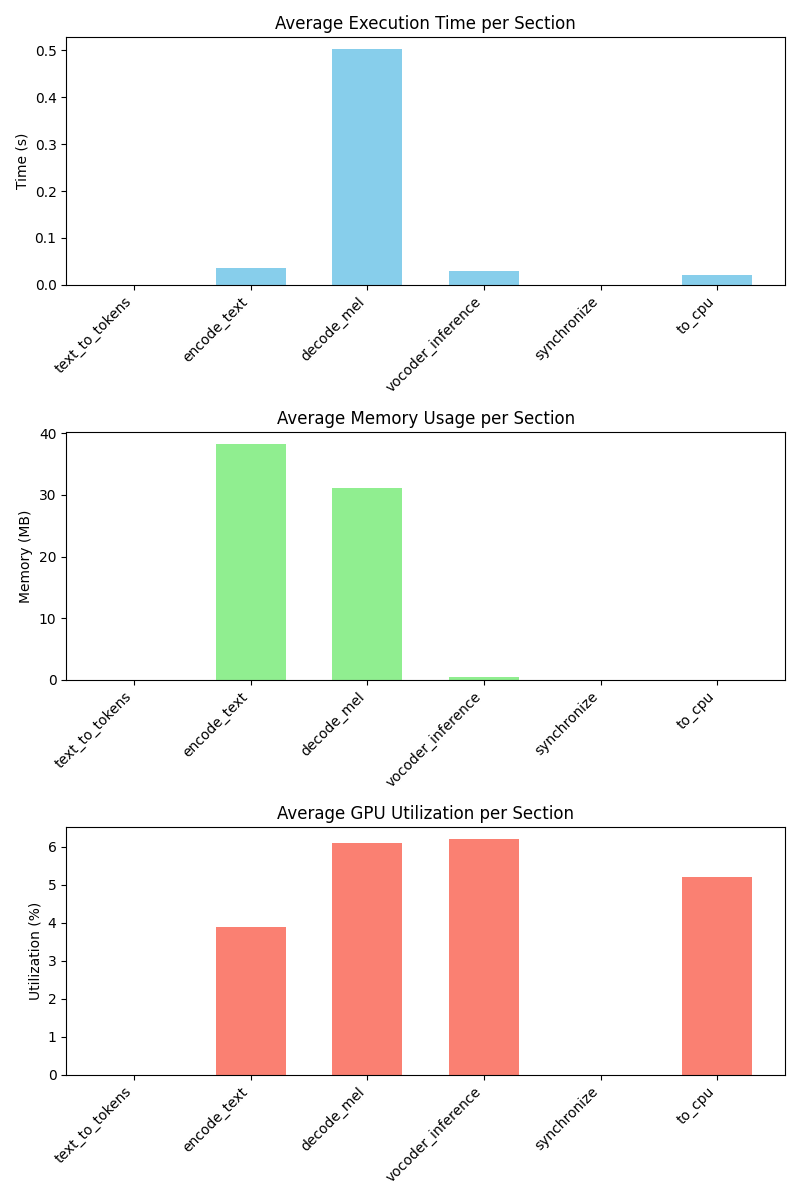 Average Execution Time per Section
Time (s)
0.5
0.4
0.3
0.2
0.1
0.0
text_to_tokens
encode_text
decode_mel
vocoder_inference
synchronize
to_cpu
Average Memory Usage per Section
Memory (MB)
40
30
20
10
0
text_to_tokens
encode_text
decode_mel
vocoder_inference
synchronize
to_cpu
Average GPU Utilization per Section
Utilization (%)
6
5
4
3
2
1
0
text_to_tokens
encode_text
decode_mel
vocoder_inference
synchronize
to_cpu